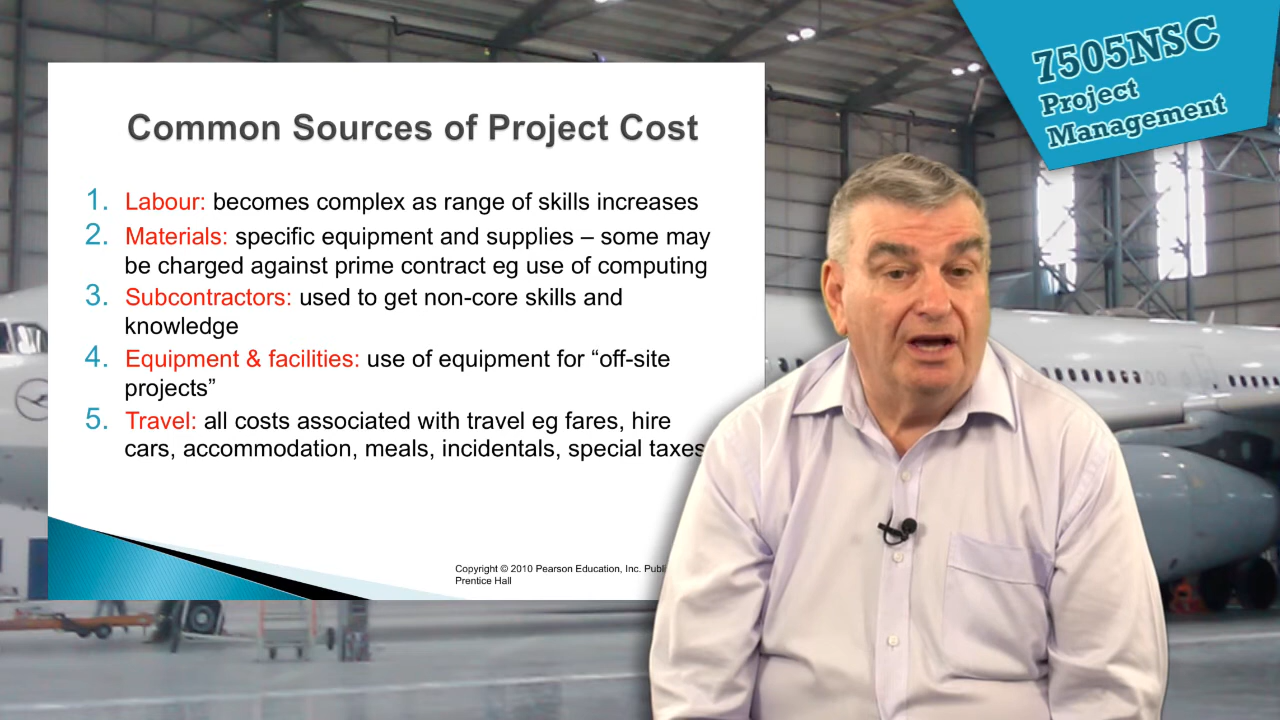 7505NSC
Project
Management
Common Sources of Project Cost
1. Labour: becomes complex as range of skills increases
2. Materials: specific equipment and supplies – some may
be charged against prime contract eg use of computing
3. Subcontractors: used to get non-core skills and
knowledge
4. Equipment & facilities: use of equipment for “off-site
projects”
5. Travel: all costs associated with travel eg fares, hire
cars, accommodation, meals, incidentals, special taxes
Copyright © 2010 Pearson Education, Inc.
Prentice Hall